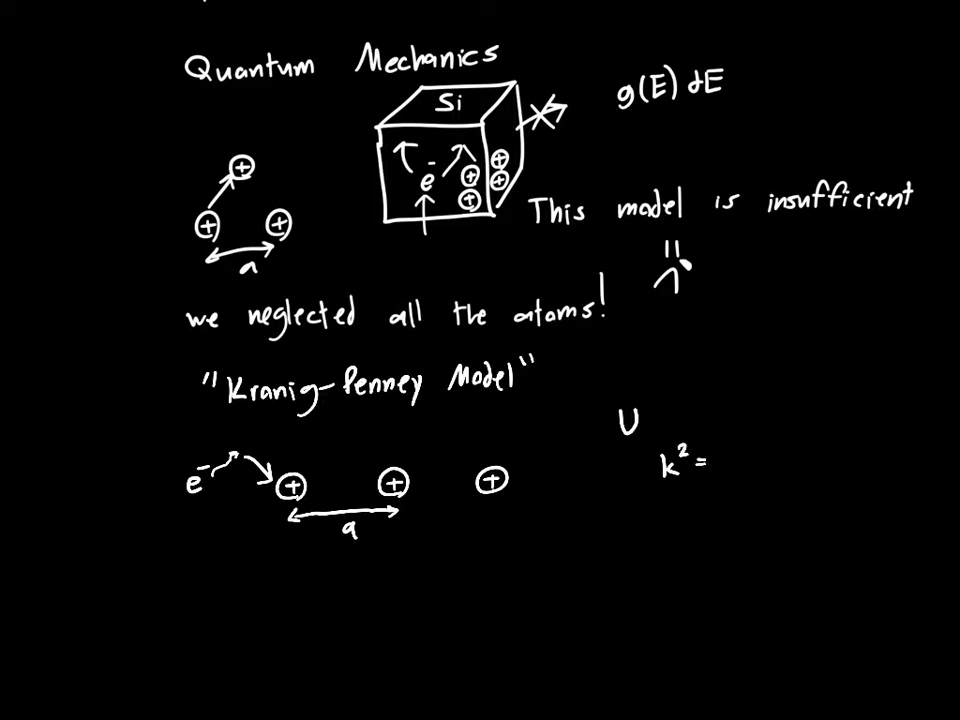 Quantum Mechanics
Si
g(E) dE
e⁻
+
+ +
+ +
+ +
a
This model is insufficient
we neglected all the atoms!
"Kranig-Penney Model"
U
k² =
e⁻ + + +
a